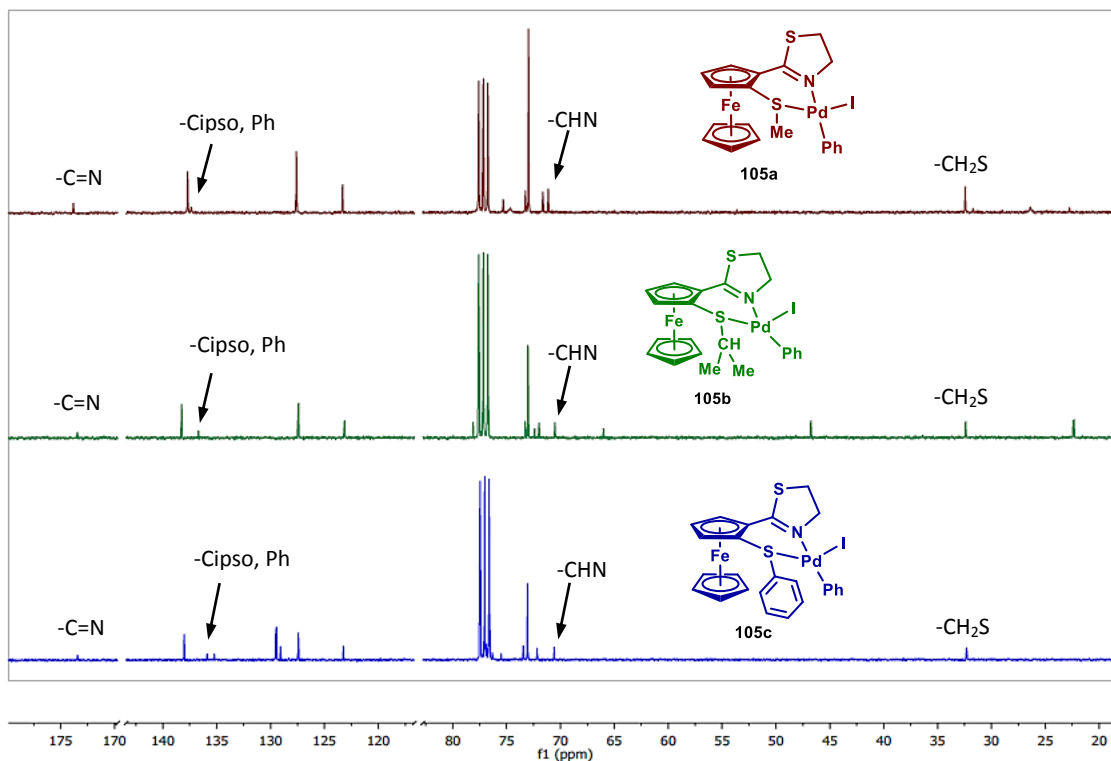 S
N
Fe
S
Pd
I
Me
Ph
105a
-C=N
-Cipso, Ph
-CHN
-CH₂S
S
N
Fe
S
Pd
I
CH
Ph
Me
Me
105b
-C=N
-Cipso, Ph
-CHN
-CH₂S
S
N
Fe
S
Pd
I
Ph
105c
-C=N
-Cipso, Ph
-CHN
-CH₂S
175 170 135 130 125 120 80 75 70 65 60 55 50 45 40 35 30 25 20
f1 (ppm)